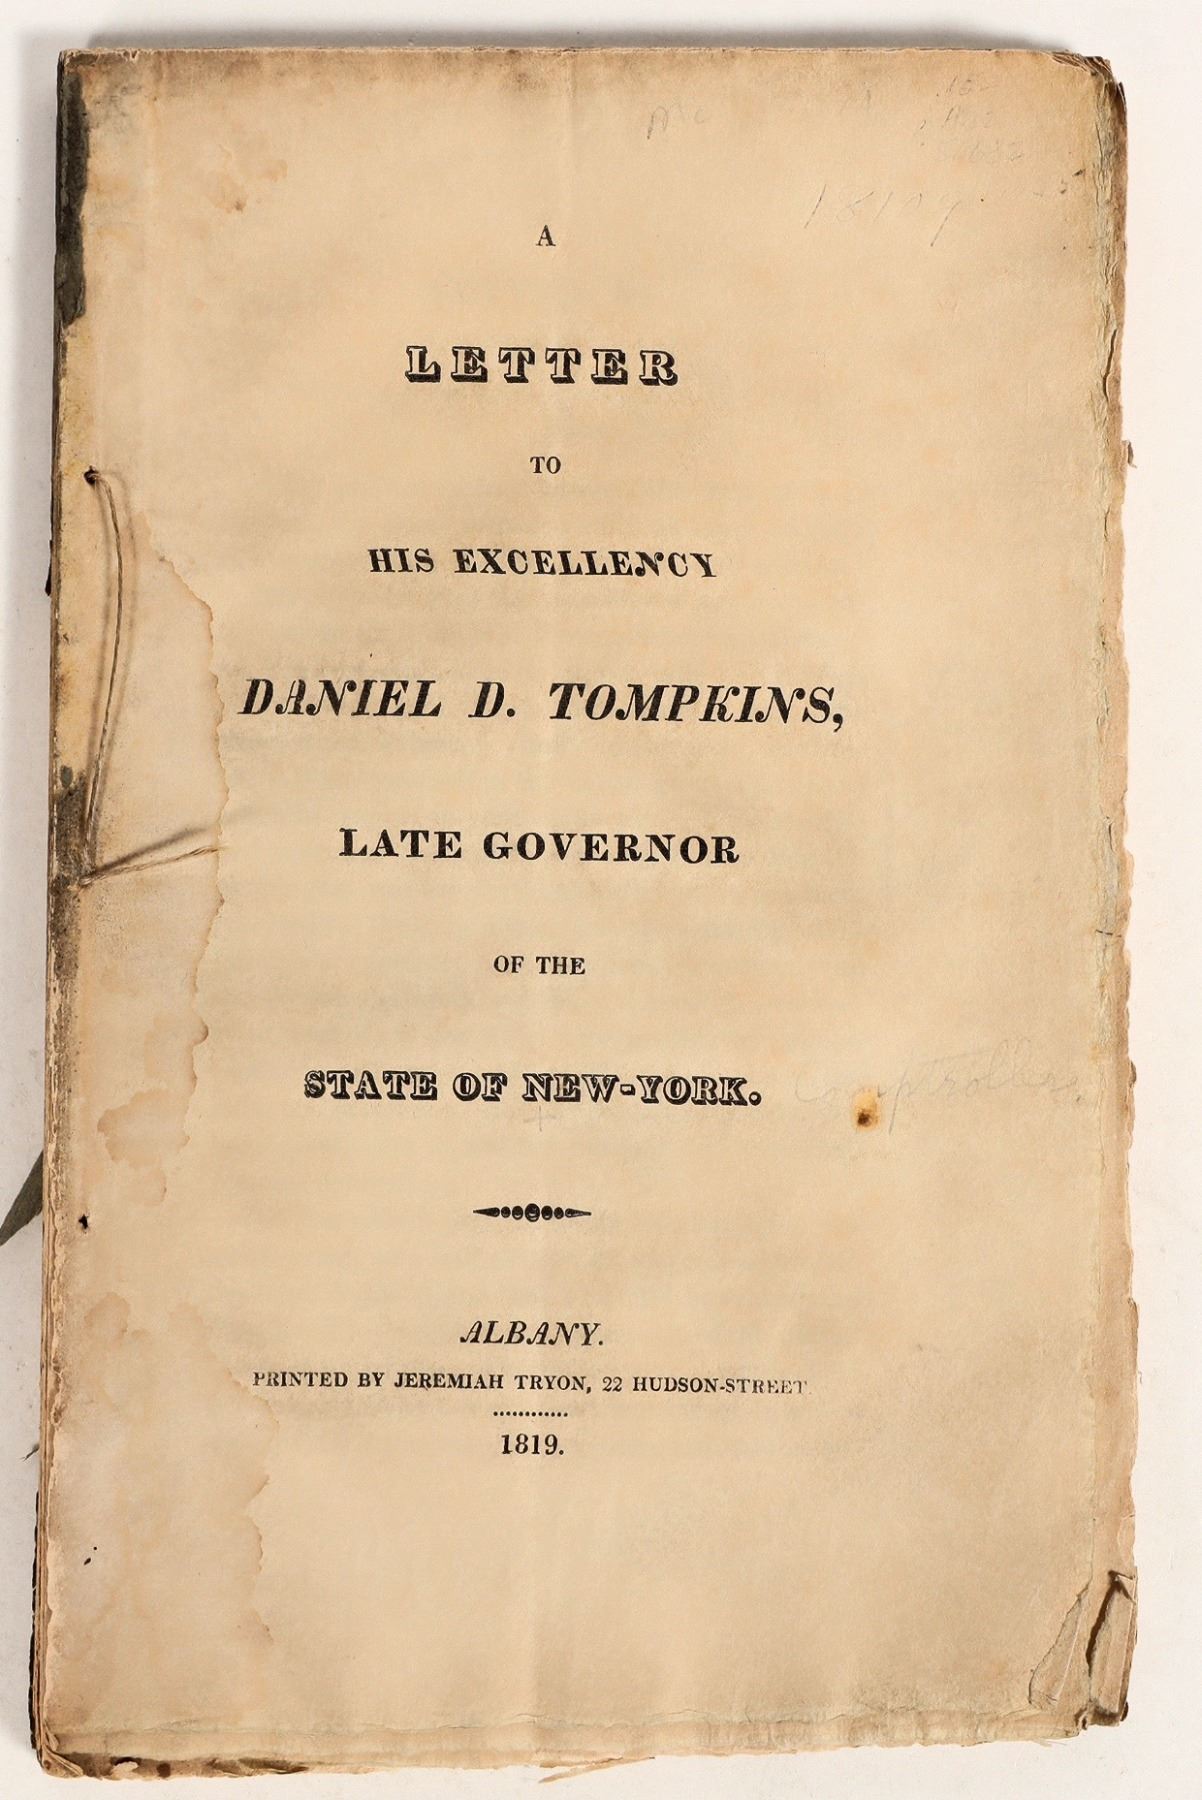 A
LETTER
TO
HIS EXCELLENCY
DANIEL D. TOMPKINS,
LATE GOVERNOR
OF THE
STATE OF NEW-YORK.
ALBANY.
PRINTED BY JEREMIAH TRYON, 22 HUDSON-STREET.
1819.